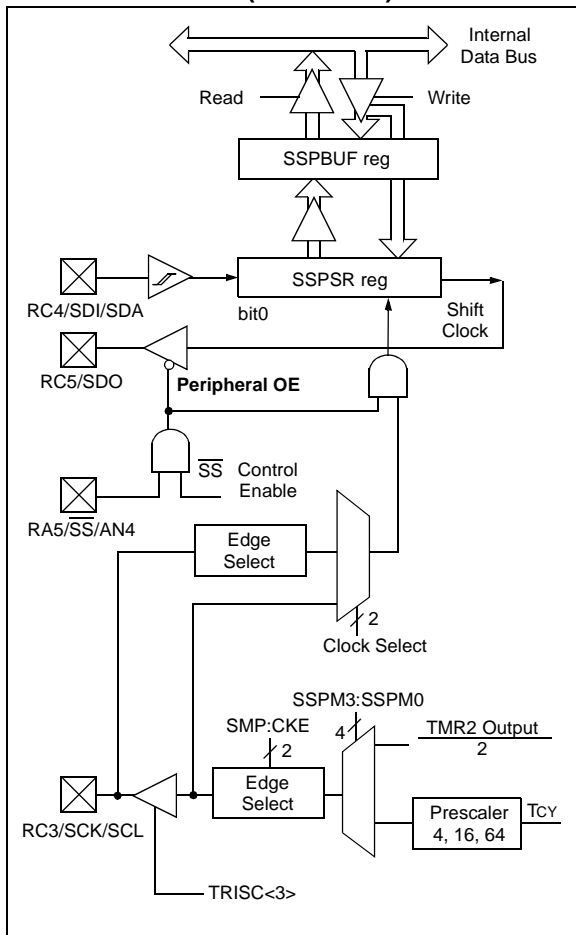 Internal
Data Bus
Read
Write
SSPBUF reg
SSPSR reg
RC4/SDI/SDA
bit0
Shift
Clock
RC5/SDO
Peripheral OE
SS
Control
Enable
RA5/SS/AN4
Edge
Select
2
Clock Select
SSPM3:SSPM0
SMP:CKE
4
TMR2 Output
2
2
Edge
Select
Prescaler
4, 16, 64
TCY
RC3/SCK/SCL
TRISC<3>